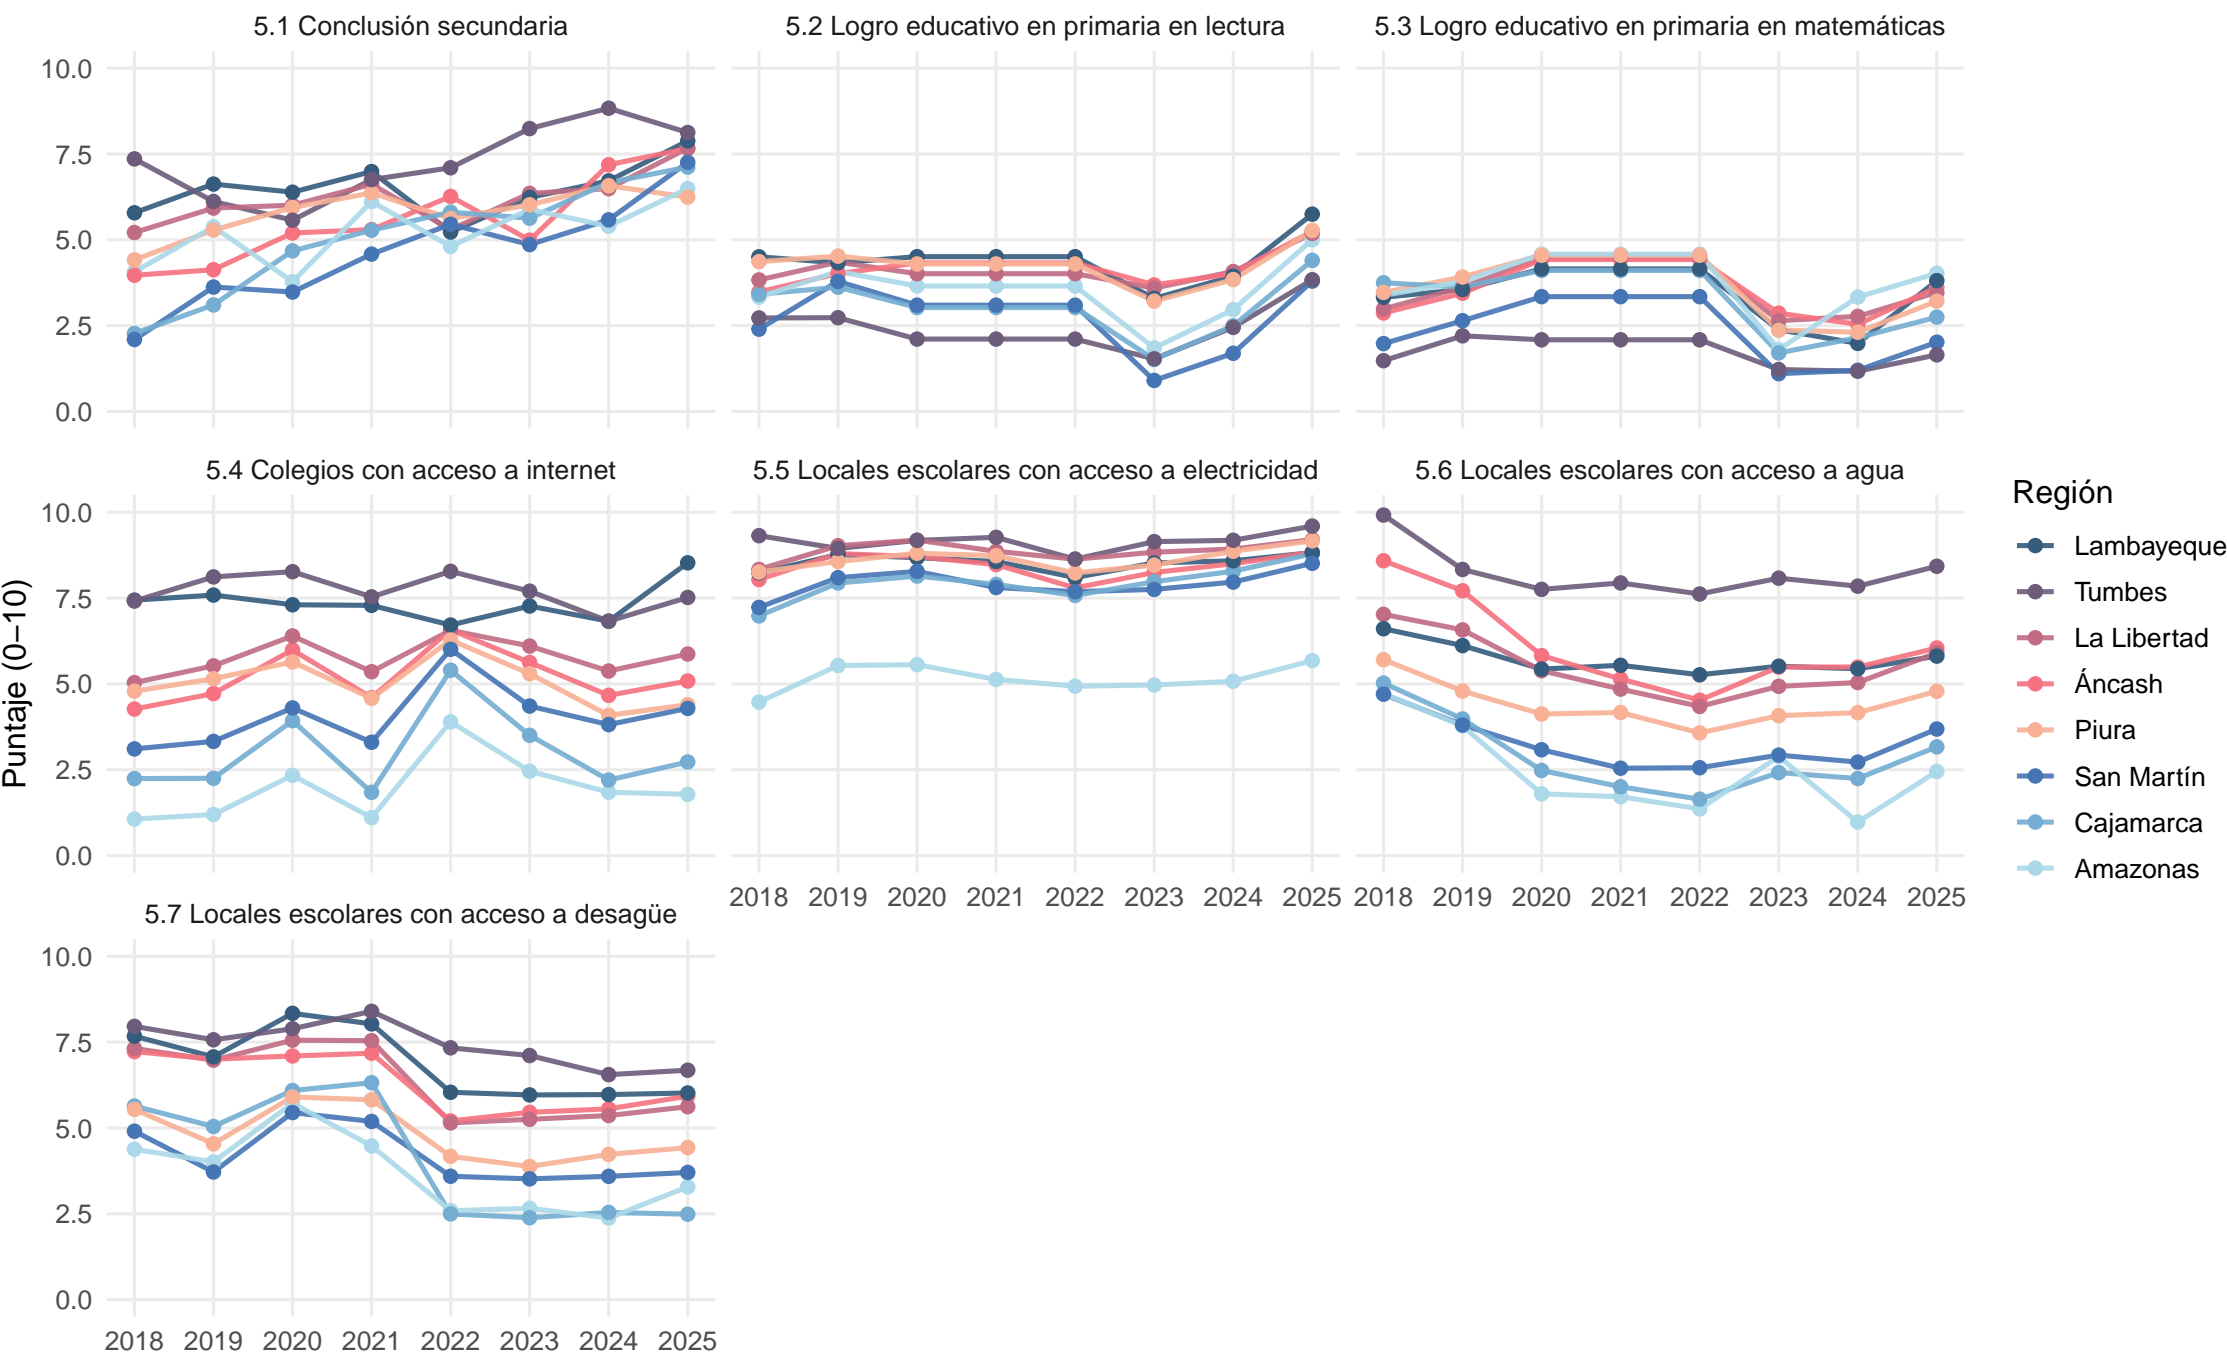 5.1 Conclusión secundaria
5.2 Logro educativo en primaria en lectura
5.3 Logro educativo en primaria en matemáticas
10.0
7.5
5.0
2.5
0.0
5.4 Colegios con acceso a internet
5.5 Locales escolares con acceso a electricidad
5.6 Locales escolares con acceso a agua
10.0
7.5
5.0
2.5
0.0
2018 2019 2020 2021 2022 2023 2024 2025
2018 2019 2020 2021 2022 2023 2024 2025
5.7 Locales escolares con acceso a desagüe
10.0
7.5
5.0
2.5
0.0
2018 2019 2020 2021 2022 2023 2024 2025
Puntaje (0−10)
Región
Lambayeque
Tumbes
La Libertad
Áncash
Piura
San Martín
Cajamarca
Amazonas